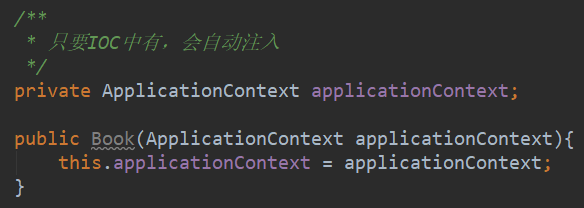 /**
 * 只要IOC中有，会自动注入
 */
private ApplicationContext applicationContext;
public Book(ApplicationContext applicationContext){
    this.applicationContext = applicationContext;
}